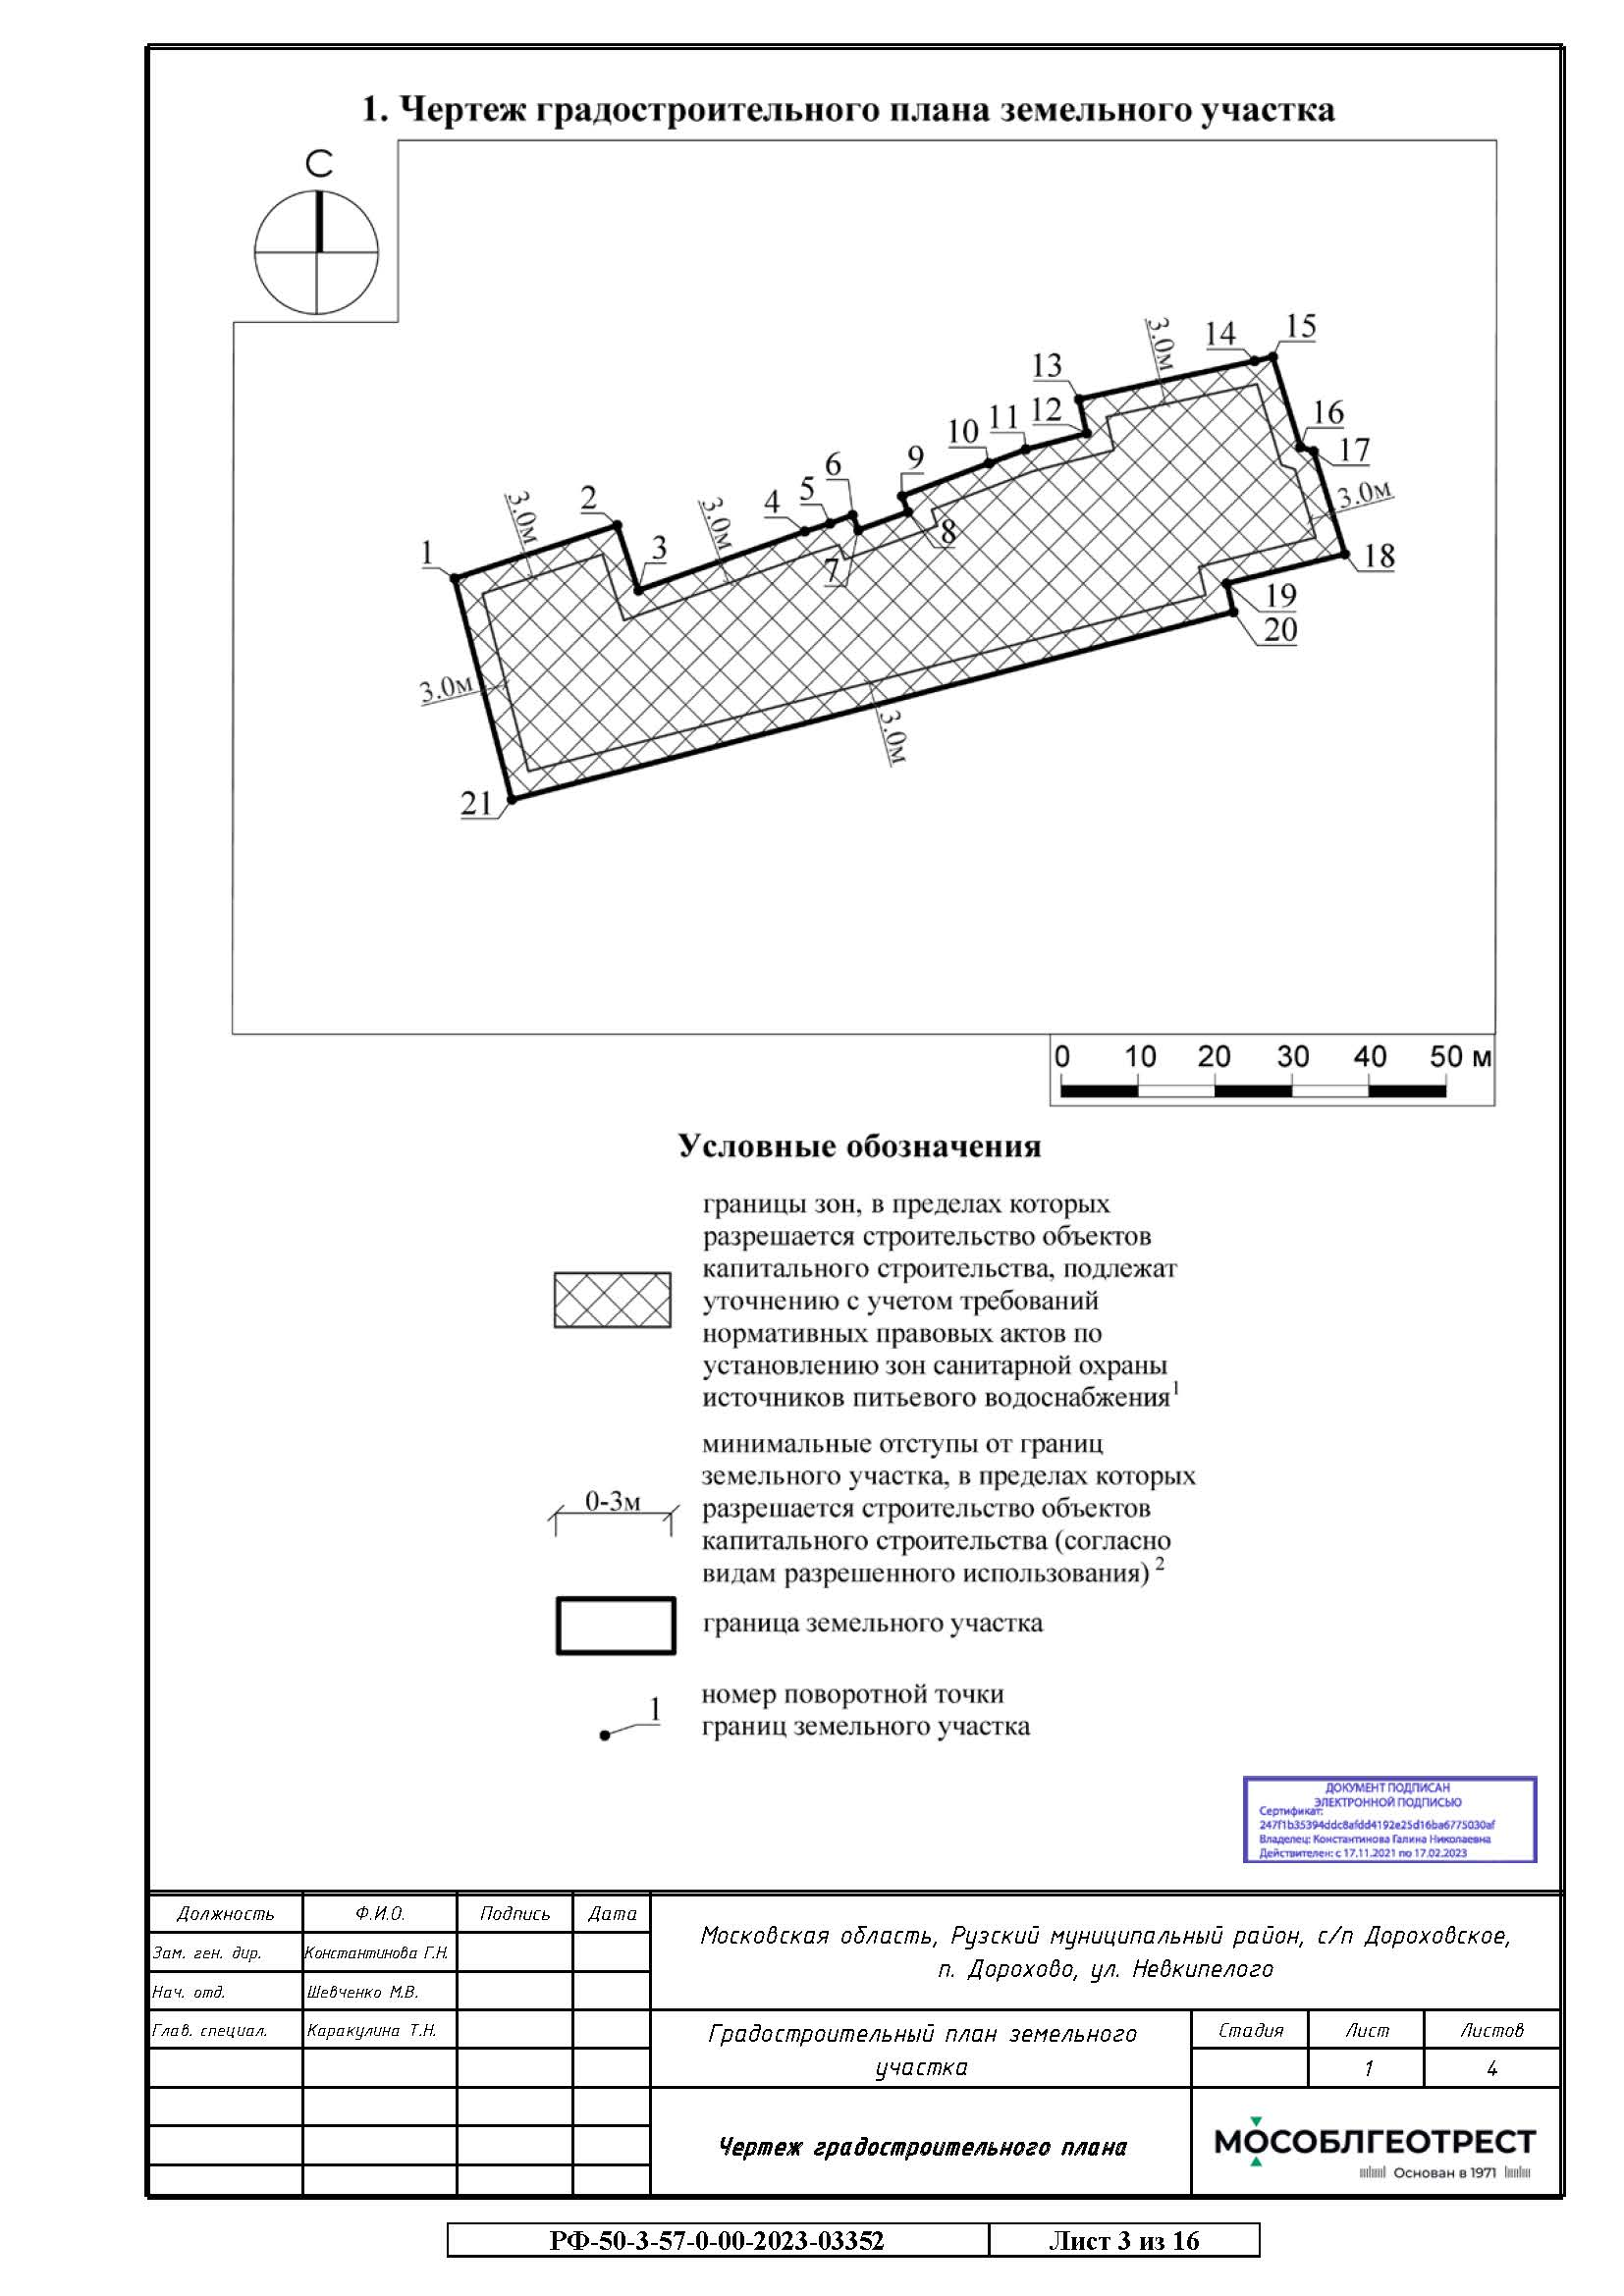 1. Чертеж градостроительного плана земельного участка
С
1
2
3
4
5
6
7
8
9
10
11
12
13
14
15
16
17
18
19
20
21
3.0м
3.0м
3.0м
3.0м
3.0м
3.0м
0 10 20 30 40 50 м
Условные обозначения
границы зон, в пределах которых
разрешается строительство объектов
капитального строительства, подлежат
уточнению с учетом требований
нормативных правовых актов по
установлению зон санитарной охраны
источников питьевого водоснабжения1
0-3м
минимальные отступы от границ
земельного участка, в пределах которых
разрешается строительство объектов
капитального строительства (согласно
видам разрешенного использования) 2
граница земельного участка
1
номер поворотной точки
границ земельного участка
ДОКУМЕНТ ПОДПИСАН
ЭЛЕКТРОННОЙ ПОДПИСЬЮ
Сертификат:
247f1b35394ddc8afdd4192e25d16ba6775030af
Владелец: Константинова Галина Николаевна
Действителен: с 17.11.2021 по 17.02.2023
Должность Ф.И.О. Подпись Дата
Зам. ген. дир. Константинова Г.Н.
Нач. отд. Шевченко М.В.
Глав. специал. Каракулина Т.Н.
Московская область, Рузский муниципальный район, с/п Дороховское,
п. Дорохово, ул. Невкипелого
Градостроительный план земельного
участка
Стадия Лист Листов
1 4
Чертеж градостроительного плана
МОСОБЛГЕОТРЕСТ
Основан в 1971
РФ-50-3-57-0-00-2023-03352 Лист 3 из 16